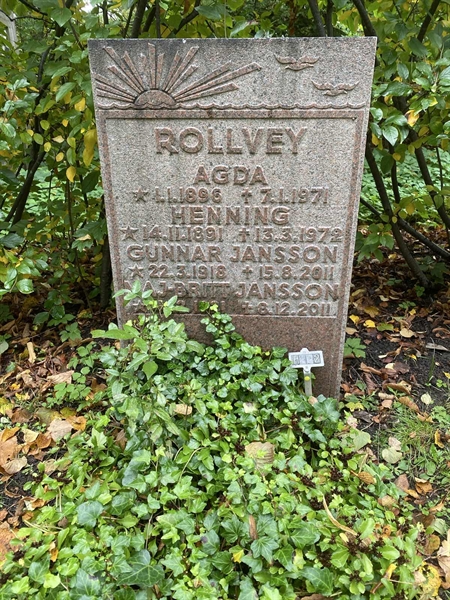 ROLLVEY
AGDA
★ 1.1.1896 ✝ 7.1.1971
HENNING
★ 14.11.1891 ✝ 13.3.1972
GUNNAR JANSSON
★ 22.3.1918 ✝ 15.8.2011
JANSSON
6.12.2011